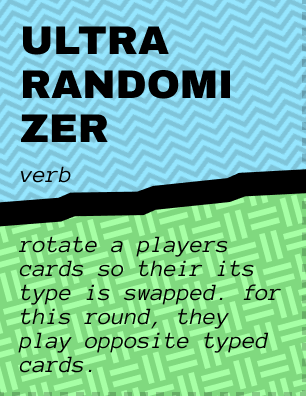 ULTRA
RANDOMI
ZER
verb
rotate a players
cards so their its
type is swapped. for
this round, they
play opposite typed
cards.